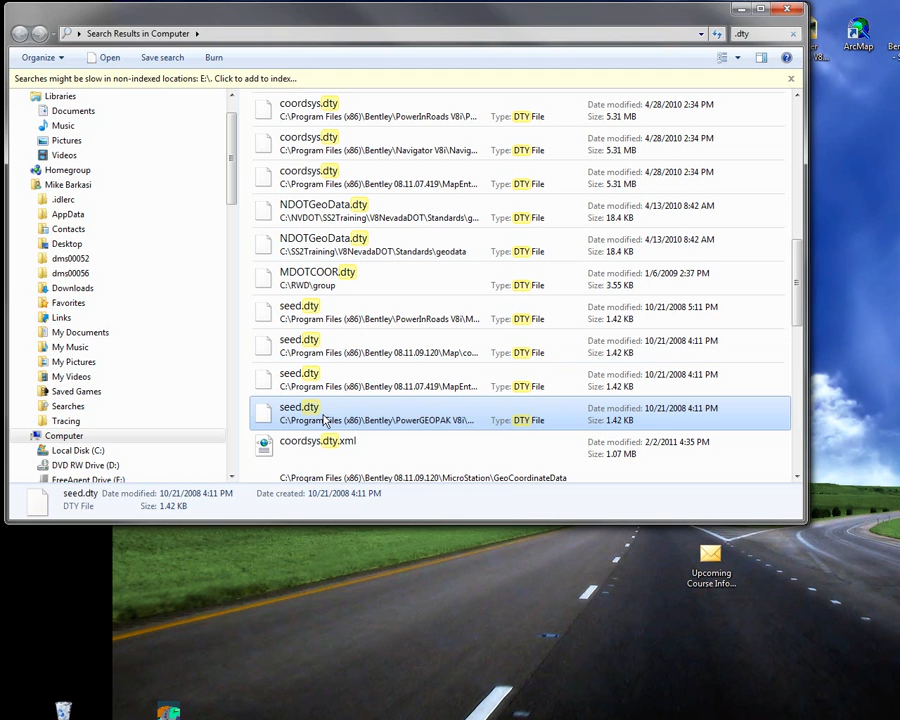 Search Results in Computer
.dty
Organize Open Save search Burn
Searches might be slow in non-indexed locations: E:\. Click to add to index...
Libraries
Documents
Music
Pictures
Videos
Homegroup
Mike Barkasi
.idlerc
AppData
Contacts
Desktop
dms00052
dms00056
Downloads
Favorites
Links
My Documents
My Music
My Pictures
My Videos
Saved Games
Searches
Tracing
Computer
Local Disk (C:)
DVD RW Drive (D:)
FreeAgent Drive (E:)
coordsys.dty Date modified: 4/28/2010 2:34 PM
C:\Program Files (x86)\Bentley\PowerInRoads V8i\P... Type: DTY File Size: 5.31 MB
coordsys.dty Date modified: 4/28/2010 2:34 PM
C:\Program Files (x86)\Bentley\Navigator V8i\Navig... Type: DTY File Size: 5.31 MB
coordsys.dty Date modified: 4/28/2010 2:34 PM
C:\Program Files (x86)\Bentley 08.11.07.419\MapEnt... Type: DTY File Size: 5.31 MB
NDOTGeoData.dty Date modified: 4/13/2010 8:42 AM
C:\NVDOT\SS2Training\V8NevadaDOT\Standards\g... Type: DTY File Size: 18.4 KB
NDOTGeoData.dty Date modified: 4/13/2010 8:42 AM
C:\SS2Training\V8NevadaDOT\Standards\geodata Type: DTY File Size: 18.4 KB
MDOTCOOR.dty Date modified: 1/6/2009 2:37 PM
C:\RWD\group Type: DTY File Size: 3.55 KB
seed.dty Date modified: 10/21/2008 5:11 PM
C:\Program Files (x86)\Bentley\PowerInRoads V8i\M... Type: DTY File Size: 1.42 KB
seed.dty Date modified: 10/21/2008 4:11 PM
C:\Program Files (x86)\Bentley 08.11.09.120\Map\co... Type: DTY File Size: 1.42 KB
seed.dty Date modified: 10/21/2008 4:11 PM
C:\Program Files (x86)\Bentley 08.11.07.419\MapEnt... Type: DTY File Size: 1.42 KB
seed.dty Date modified: 10/21/2008 4:11 PM
C:\Program Files (x86)\Bentley\PowerGEOPAK V8i\... Type: DTY File Size: 1.42 KB
coordsys.dty.xml Date modified: 2/2/2011 4:35 PM
Size: 1.07 MB
C:\Program Files (x86)\Bentley 08.11.09.120\MicroStation\GeoCoordinateData
seed.dty Date modified: 10/21/2008 4:11 PM Date created: 10/21/2008 4:11 PM
DTY File Size: 1.42 KB
ArcMap
V8...
Upcoming
Course Info...